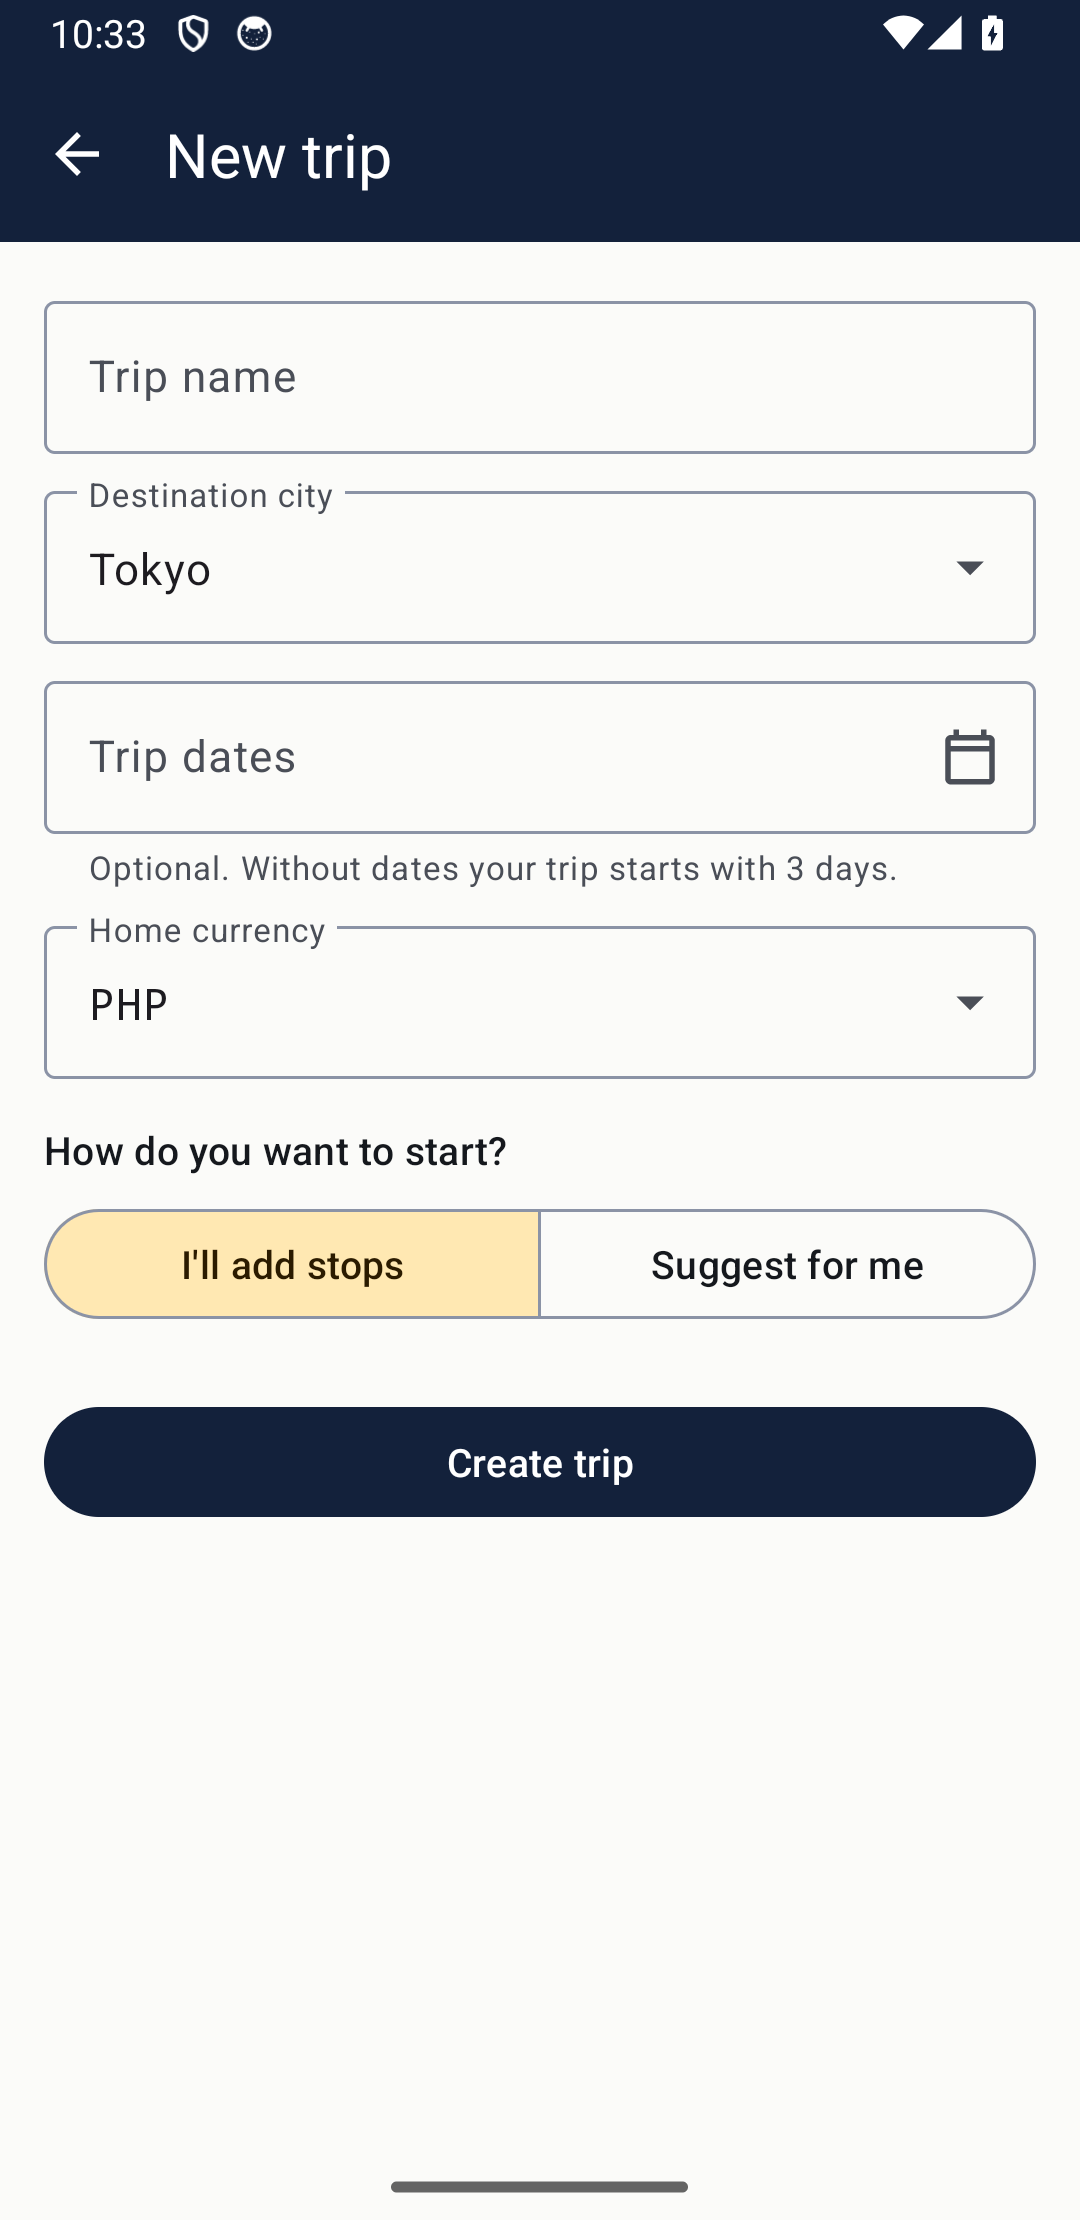 10:33
New trip
Trip name
Destination city
Tokyo
Trip dates
Optional. Without dates your trip starts with 3 days.
Home currency
PHP
How do you want to start?
I'll add stops
Suggest for me
Create trip